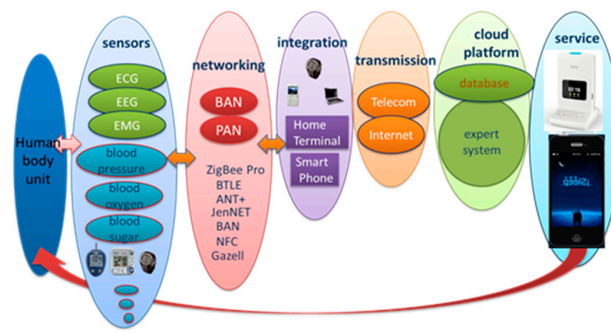 sensors
networking
integration
transmission
cloud
platform
service
Human
body
unit
ECG
EEG
EMG
blood
pressure
blood
oxygen
blood
sugar
BAN
PAN
ZigBee Pro
BTLE
ANT+
JenNET
BAN
NFC
Gazell
Home
Terminal
Smart
Phone
Telecom
Internet
database
expert
system